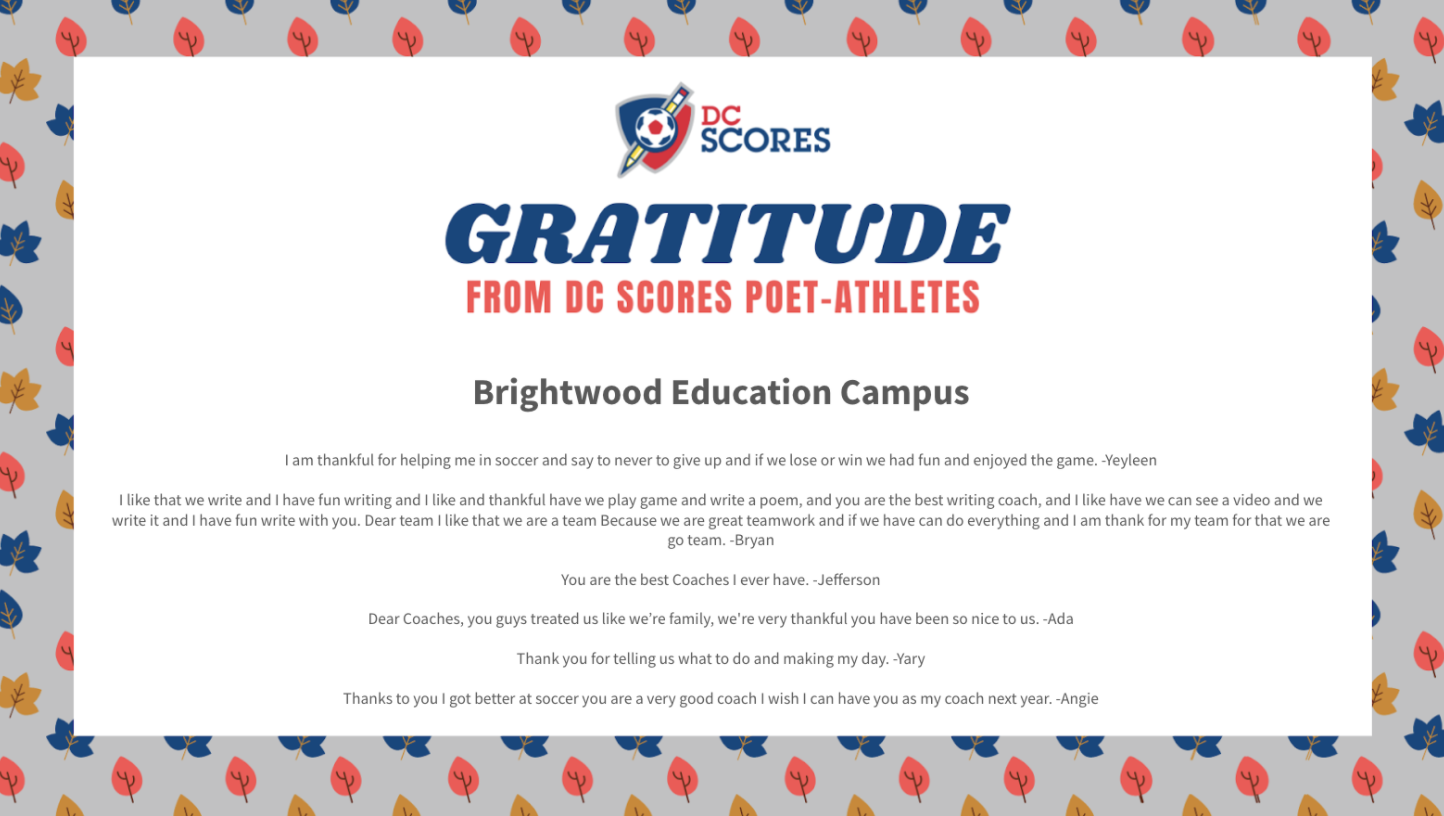 DC
SCORES
GRATITUDE
FROM DC SCORES POET-ATHLETES
Brightwood Education Campus
I am thankful for helping me in soccer and say to never to give up and if we lose or win we had fun and enjoyed the game. -Yeyleen
I like that we write and I have fun writing and I like and thankful have we play game and write a poem, and you are the best writing coach, and I like have we can see a video and we
write it and I have fun write with you. Dear team I like that we are a team Because we are great teamwork and if we have can do everything and I am thank for my team for that we are
go team. -Bryan
You are the best Coaches I ever have. -Jefferson
Dear Coaches, you guys treated us like we're family, we're very thankful you have been so nice to us. -Ada
Thank you for telling us what to do and making my day. -Yary
Thanks to you I got better at soccer you are a very good coach I wish I can have you as my coach next year. -Angie